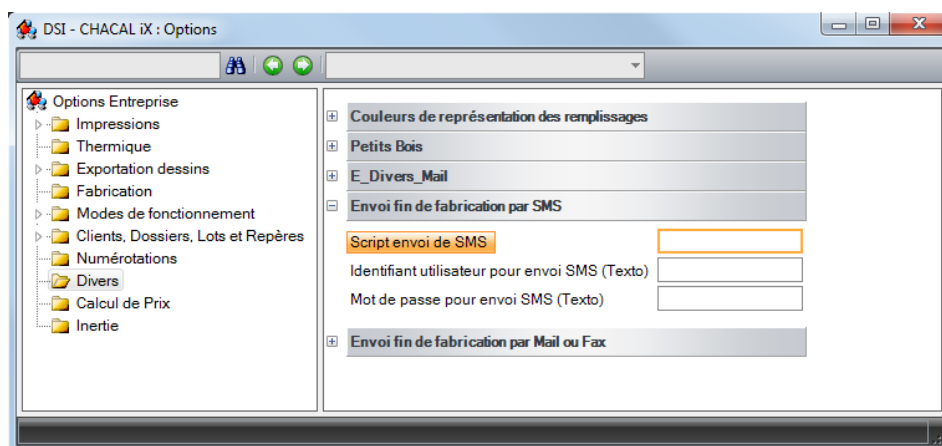 DSI - CHACAL iX : Options
Options Entreprise
Impressions
Thermique
Exportation dessins
Fabrication
Modes de fonctionnement
Clients, Dossiers, Lots et Repères
Numérotations
Divers
Calcul de Prix
Inertie
Couleurs de représentation des remplissages
Petits Bois
E_Divers_Mail
Envoi fin de fabrication par SMS
Script envoi de SMS
Identifiant utilisateur pour envoi SMS (Texto)
Mot de passe pour envoi SMS (Texto)
Envoi fin de fabrication par Mail ou Fax